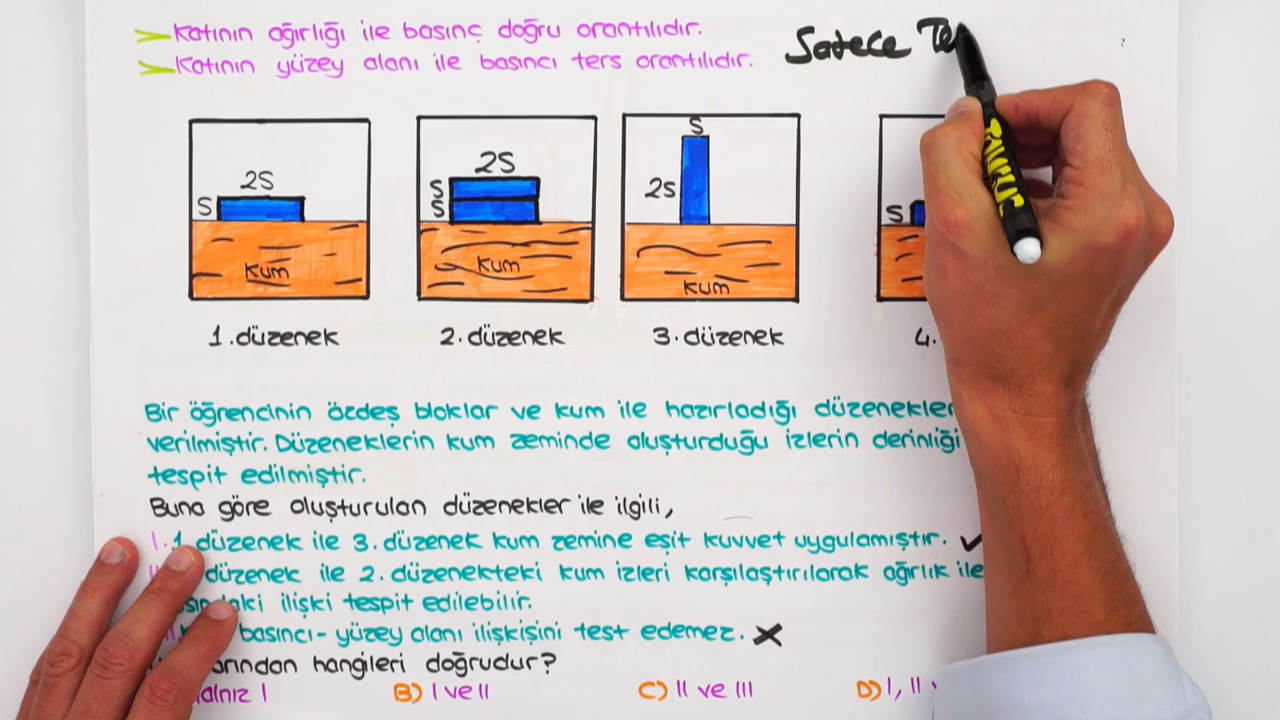 Katının ağırlığı ile basınç doğru orantılıdır.
Katının yüzey alanı ile basıncı ters orantılıdır.
Sadece Te
2S
S
2S
S
S
S
2S
S
Kum
Kum
Kum
1.düzenek
2.düzenek
3.düzenek
4.
Bir öğrencinin özdeş bloklar ve kum ile hazırladığı düzenekler
verilmiştir. Düzeneklerin kum zeminde oluşturduğu izlerin derinliği
tespit edilmiştir.
Buna göre oluşturulan düzenekler ile ilgili,
I. 1. düzenek ile 3. düzenek kum zemine eşit kuvvet uygulamıştır.
düzenek ile 2. düzenekteki kum izleri karşılaştırılarak ağırlık ile
ilişki tespit edilebilir.
basıncı-yüzey alanı ilişkisini test edemez.
hangileri doğrudur?
I
B) I ve II
C) II ve III
D) I, II